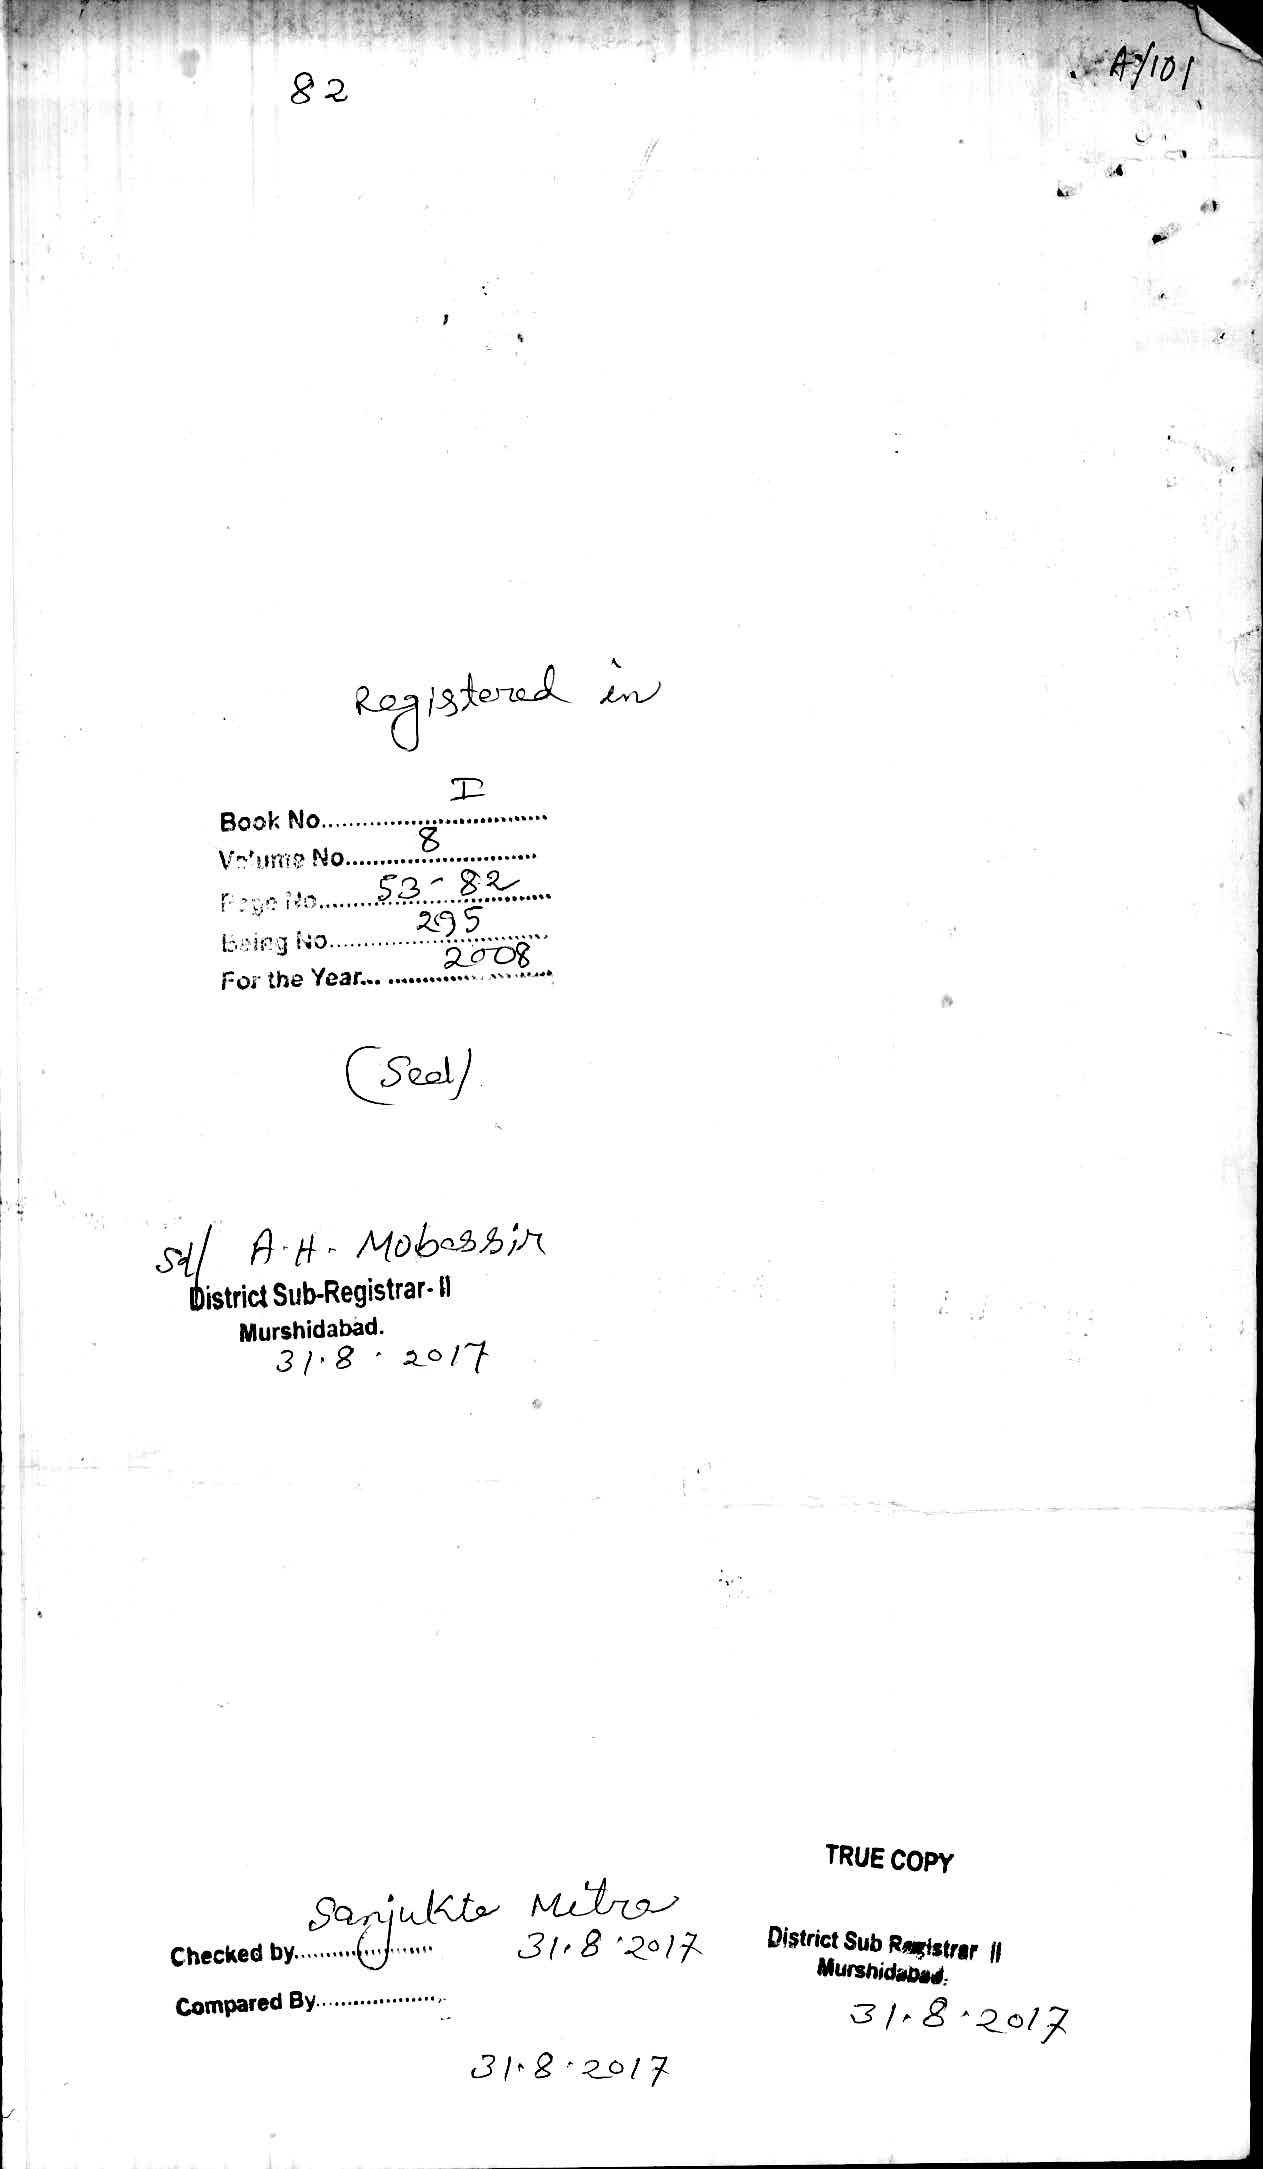 82
A/101
Registered in
I
Book No..................................
8
Volume No.............................
53-82
Page No...................................
295
Being No.................................
2008
For the Year... .........................
(Seal)
Sd/ A.H. Mobassir
District Sub-Registrar-II
Murshidabad.
31.8.2017
TRUE COPY
Sanjukta Mitra
Checked by.................... 31.8.2017
District Sub Registrar II
Murshidabad.
Compared By...................
31.8.2017
31.8.2017